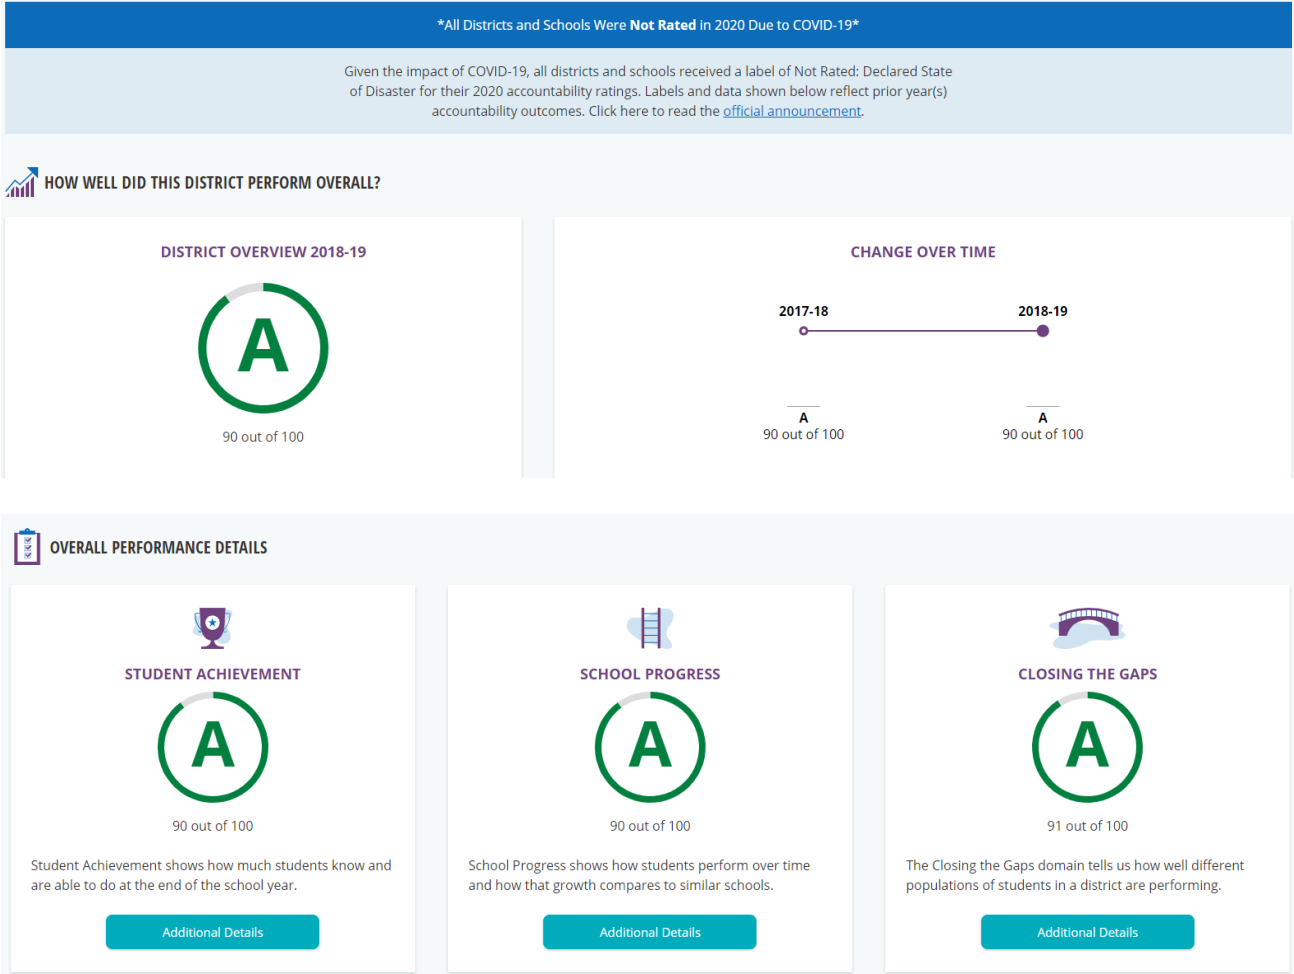 *All Districts and Schools Were Not Rated in 2020 Due to COVID-19*
Given the impact of COVID-19, all districts and schools received a label of Not Rated: Declared State
of Disaster for their 2020 accountability ratings. Labels and data shown below reflect prior year(s)
accountability outcomes. Click here to read the official announcement.
HOW WELL DID THIS DISTRICT PERFORM OVERALL?
DISTRICT OVERVIEW 2018-19
A
90 out of 100
CHANGE OVER TIME
2017-18
2018-19
A
90 out of 100
A
90 out of 100
OVERALL PERFORMANCE DETAILS
STUDENT ACHIEVEMENT
A
90 out of 100
Student Achievement shows how much students know and
are able to do at the end of the school year.
Additional Details
SCHOOL PROGRESS
A
90 out of 100
School Progress shows how students perform over time
and how that growth compares to similar schools.
Additional Details
CLOSING THE GAPS
A
91 out of 100
The Closing the Gaps domain tells us how well different
populations of students in a district are performing.
Additional Details